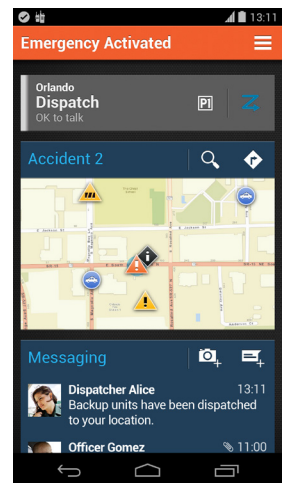 13:11
Emergency Activated
Orlando
Dispatch
OK to talk
PI
Accident 2
Messaging
Dispatcher Alice 13:11
Backup units have been dispatched
to your location.
Officer Gomez 11:00